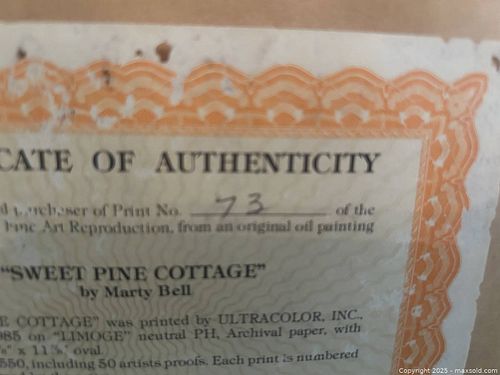 CATE OF AUTHENTICITY
purchaser of Print No. 73 of the
Fine Art Reproduction, from an original oil painting
"SWEET PINE COTTAGE"
by Marty Bell
E COTTAGE" was printed by ULTRACOLOR, INC.,
985 on "LIMOGE" neutral PH, Archival paper, with
oval
550, including 50 artists proofs. Each print is numbered
Copyright 2025 - maxsold.com